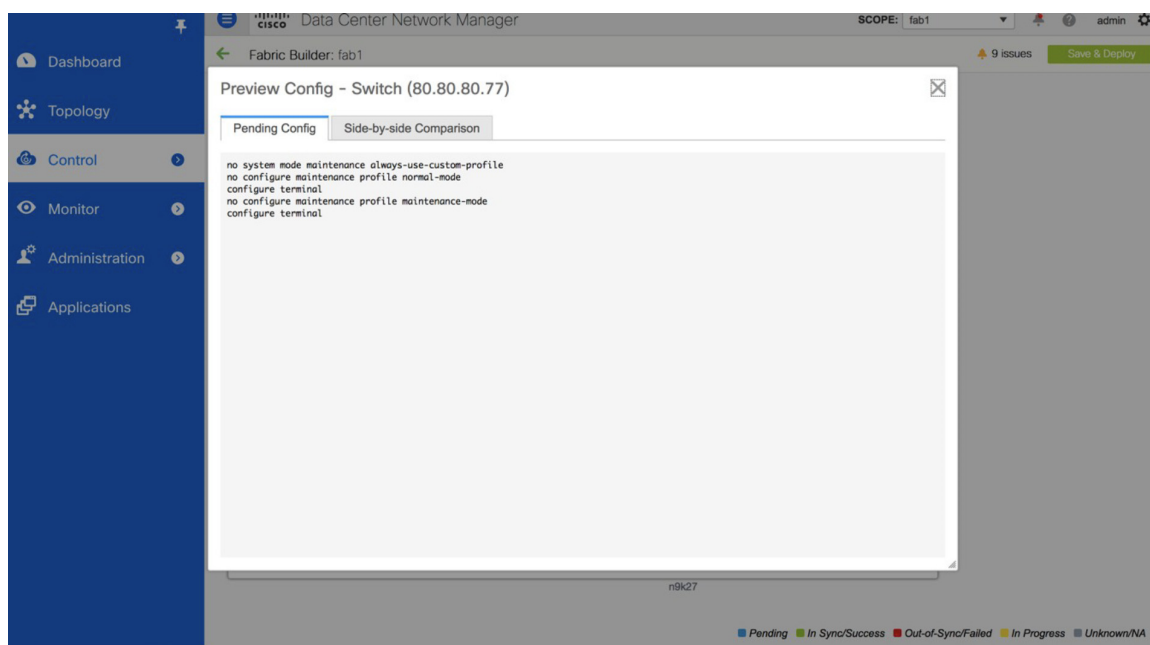 cisco Data Center Network Manager
SCOPE: fab1
admin
Dashboard
Topology
Control
Monitor
Administration
Applications
Fabric Builder: fab1
9 issues
Save & Deploy
Preview Config - Switch (80.80.80.77)
Pending Config
Side-by-side Comparison
no system mode maintenance always-use-custom-profile
no configure maintenance profile normal-mode
configure terminal
no configure maintenance profile maintenance-mode
configure terminal
n9k27
Pending In Sync/Success Out-of-Sync/Failed In Progress Unknown/NA